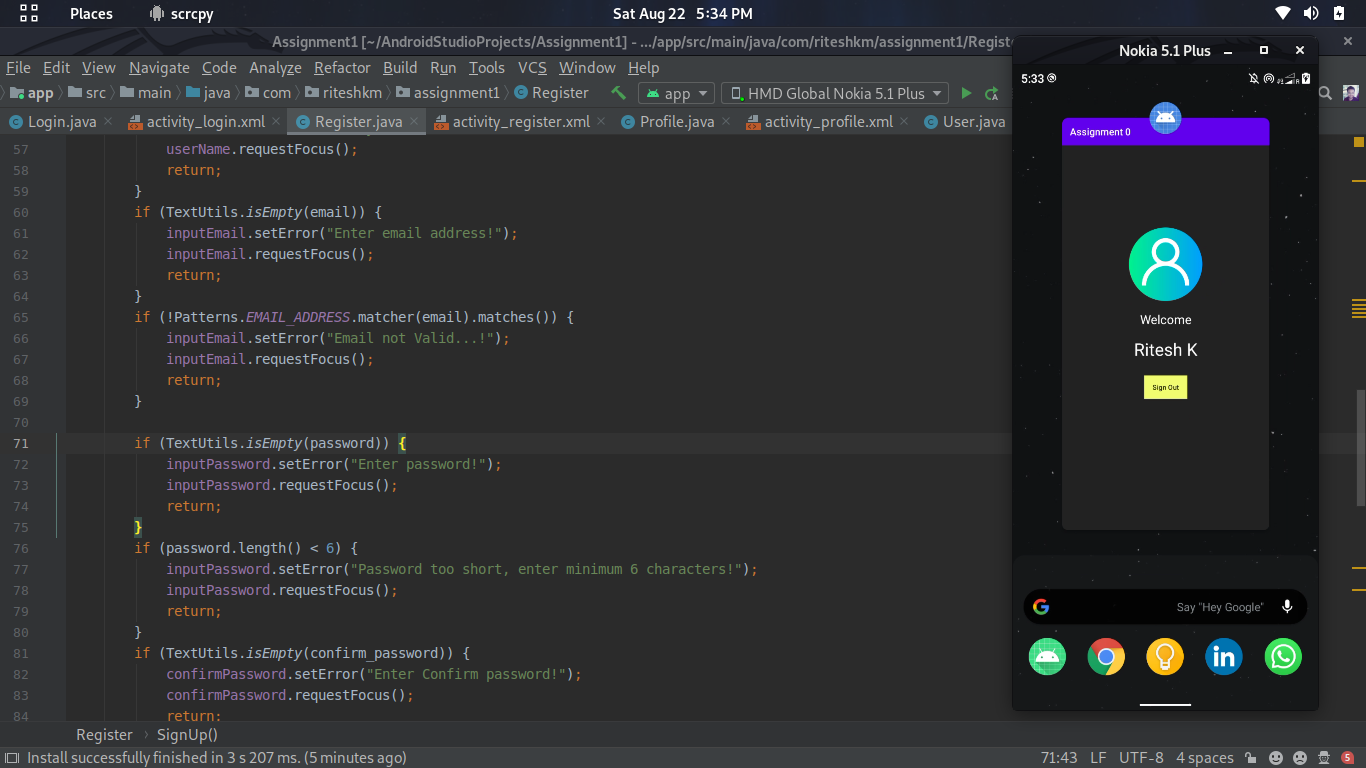 Places scrcpy Sat Aug 22 5:34 PM
Assignment1 [~/AndroidStudioProjects/Assignment1] - .../app/src/main/java/com/riteshkm/assignment1/Registe
File Edit View Navigate Code Analyze Refactor Build Run Tools VCS Window Help
app src main java com riteshkm assignment1 Register app HMD Global Nokia 5.1 Plus
Login.java activity_login.xml Register.java activity_register.xml Profile.java activity_profile.xml User.java
57 userName.requestFocus();
58 return;
59 }
60 if (TextUtils.isEmpty(email)) {
61 inputEmail.setError("Enter email address!");
62 inputEmail.requestFocus();
63 return;
64 }
65 if (!Patterns.EMAIL_ADDRESS.matcher(email).matches()) {
66 inputEmail.setError("Email not Valid...!");
67 inputEmail.requestFocus();
68 return;
69 }
70
71 if (TextUtils.isEmpty(password)) {
72 inputPassword.setError("Enter password!");
73 inputPassword.requestFocus();
74 return;
75 }
76 if (password.length() < 6) {
77 inputPassword.setError("Password too short, enter minimum 6 characters!");
78 inputPassword.requestFocus();
79 return;
80 }
81 if (TextUtils.isEmpty(confirm_password)) {
82 confirmPassword.setError("Enter Confirm password!");
83 confirmPassword.requestFocus();
84 return;
Register › SignUp()
Install successfully finished in 3 s 207 ms. (5 minutes ago) 71:43 LF UTF-8 4 spaces 5
Nokia 5.1 Plus
5:33
Assignment 0
Welcome
Ritesh K
Sign Out
Say "Hey Google"
in